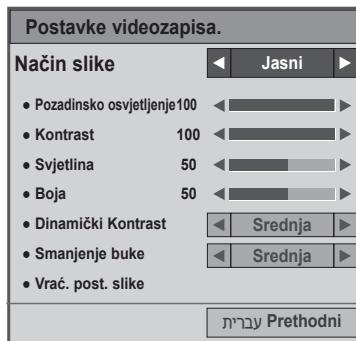 Postavke videozapisa.
Način slike ◄ Jasni ►
● Pozadinsko osvjetljenje100
● Kontrast 100
● Svjetlina 50
● Boja 50
● Dinamički Kontrast ◄ Srednja ►
● Smanjenje buke ◄ Srednja ►
● Vrać. post. slike
עברית Prethodni